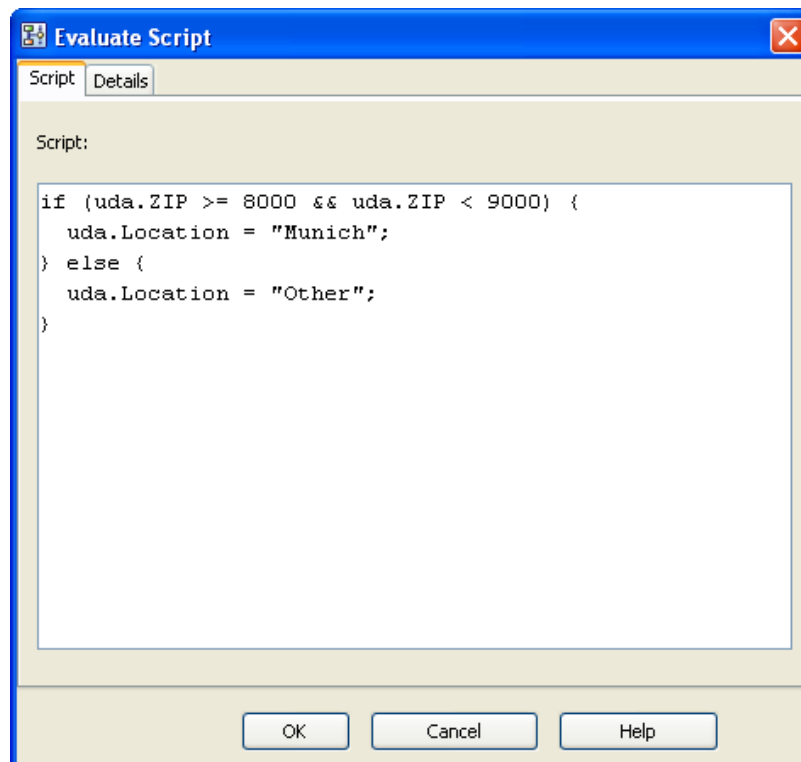 Evaluate Script
Script Details
Script:
if (uda.ZIP >= 8000 && uda.ZIP < 9000) {
  uda.Location = "Munich";
} else {
  uda.Location = "Other";
}
OK Cancel Help